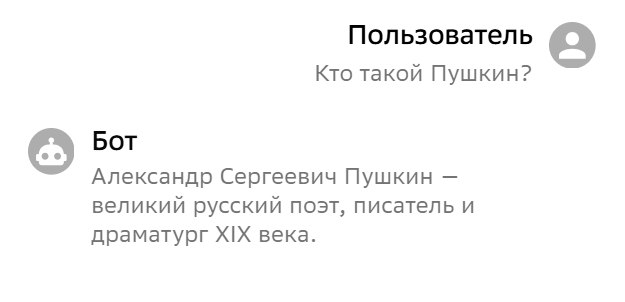 Пользователь
Кто такой Пушкин?
Бот
Александр Сергеевич Пушкин —
великий русский поэт, писатель и
драматург XIX века.